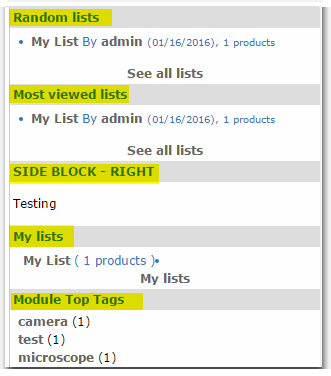 Random lists
• My List By admin (01/16/2016), 1 products
See all lists
Most viewed lists
• My List By admin (01/16/2016), 1 products
See all lists
SIDE BLOCK - RIGHT
Testing
My lists
My List ( 1 products )•
My lists
Module Top Tags
camera (1)
test (1)
microscope (1)